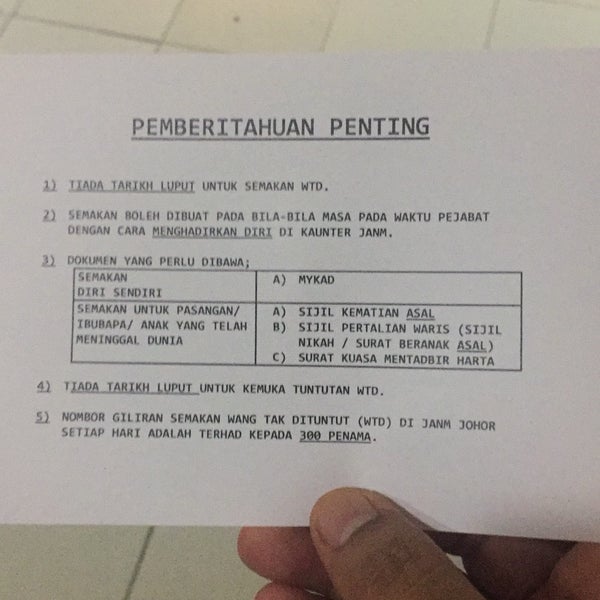 PEMBERITAHUAN PENTING
1) TIADA TARIKH LUPUT UNTUK SEMAKAN WTD.
2) SEMAKAN BOLEH DIBUAT PADA BILA-BILA MASA PADA WAKTU PEJABAT
DENGAN CARA MENGHADIRKAN DIRI DI KAUNTER JANM.
3) DOKUMEN YANG PERLU DIBAWA;
SEMAKAN
DIRI SENDIRI
A) MYKAD
SEMAKAN UNTUK PASANGAN/
IBUBAPA/ ANAK YANG TELAH
MENINGGAL DUNIA
A) SIJIL KEMATIAN ASAL
B) SIJIL PERTALIAN WARIS (SIJIL
NIKAH / SURAT BERANAK ASAL)
C) SURAT KUASA MENTADBIR HARTA
4) TIADA TARIKH LUPUT UNTUK KEMUKA TUNTUTAN WTD.
5) NOMBOR GILIRAN SEMAKAN WANG TAK DITUNTUT (WTD) DI JANM JOHOR
SETIAP HARI ADALAH TERHAD KEPADA 300 PENAMA.